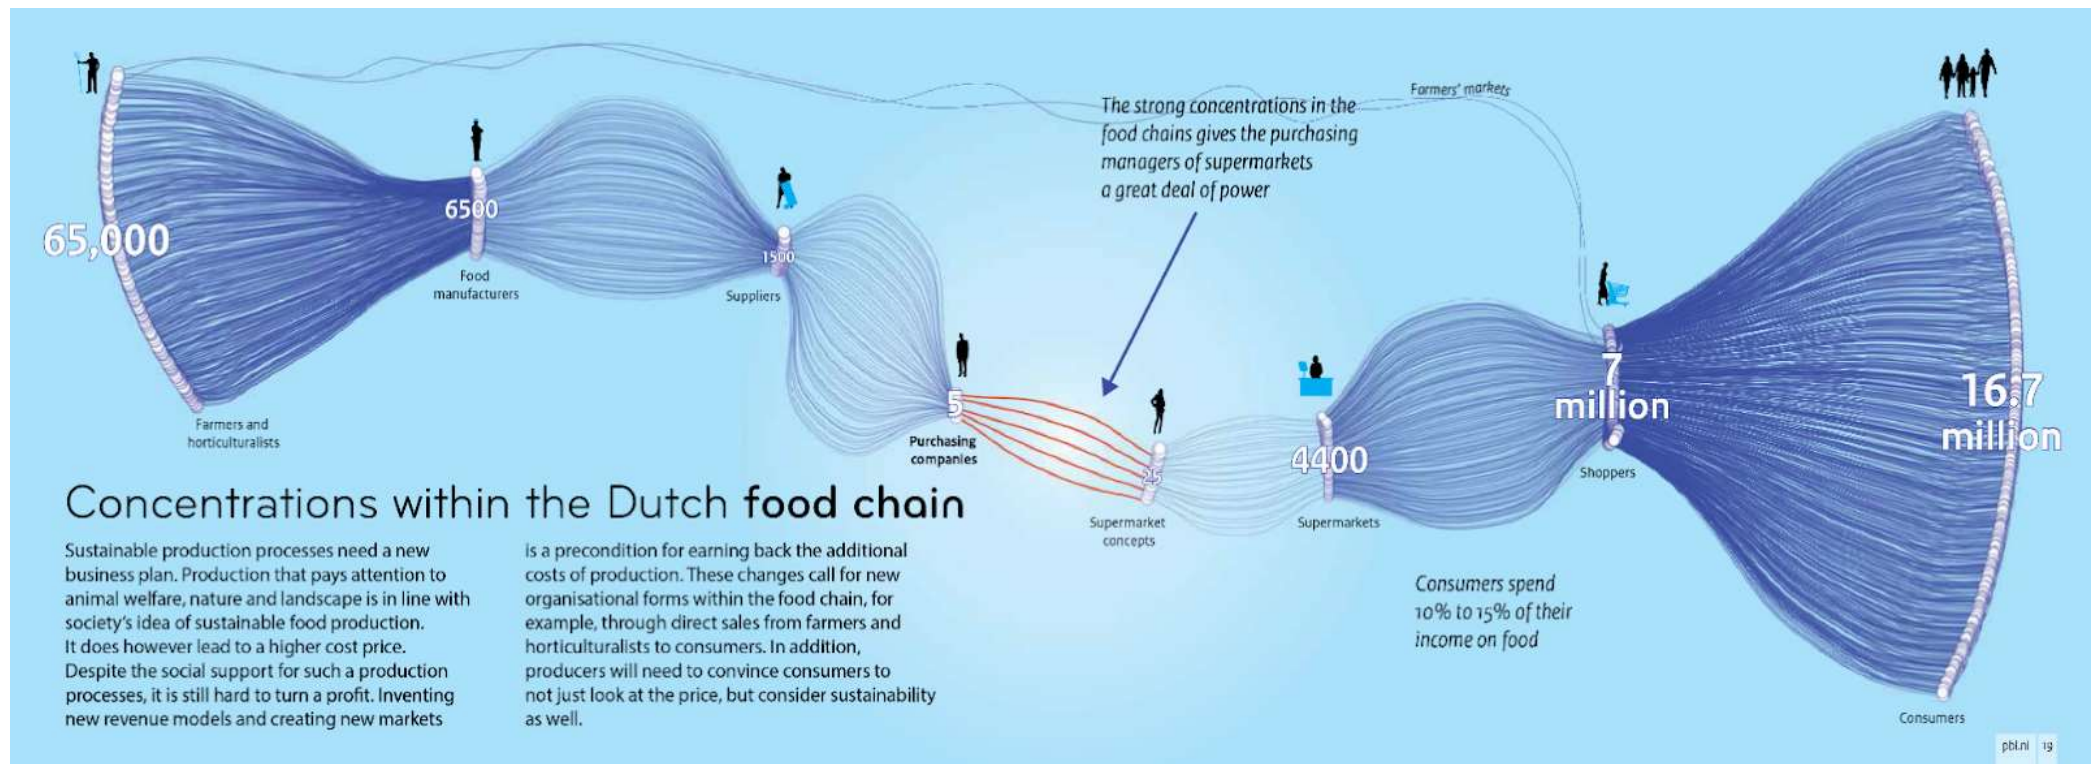 Farmers' markets
The strong concentrations in the
food chains gives the purchasing
managers of supermarkets
a great deal of power
65,000
Farmers and
horticulturalists
6500
Food
manufacturers
1500
Suppliers
5
Purchasing
companies
25
Supermarket
concepts
4400
Supermarkets
7
million
Shoppers
16.7
million
Consumers
Concentrations within the Dutch food chain
Sustainable production processes need a new
business plan. Production that pays attention to
animal welfare, nature and landscape is in line with
society's idea of sustainable food production.
It does however lead to a higher cost price.
Despite the social support for such a production
processes, it is still hard to turn a profit. Inventing
new revenue models and creating new markets
is a precondition for earning back the additional
costs of production. These changes call for new
organisational forms within the food chain, for
example, through direct sales from farmers and
horticulturalists to consumers. In addition,
producers will need to convince consumers to
not just look at the price, but consider sustainability
as well.
Consumers spend
10% to 15% of their
income on food
pbl.nl 19